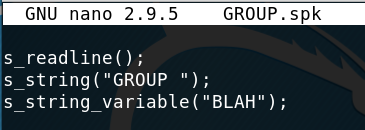 GNU nano 2.9.5    GROUP.spk
s_readline();
s_string("GROUP ");
s_string_variable("BLAH");